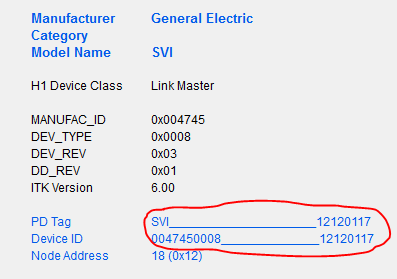 Manufacturer General Electric
Category
Model Name SVI
H1 Device Class Link Master
MANUFAC_ID 0x004745
DEV_TYPE 0x0008
DEV_REV 0x03
DD_REV 0x01
ITK Version 6.00
PD Tag SVI______________________12120117
Device ID 0047450008_______________12120117
Node Address 18 (0x12)